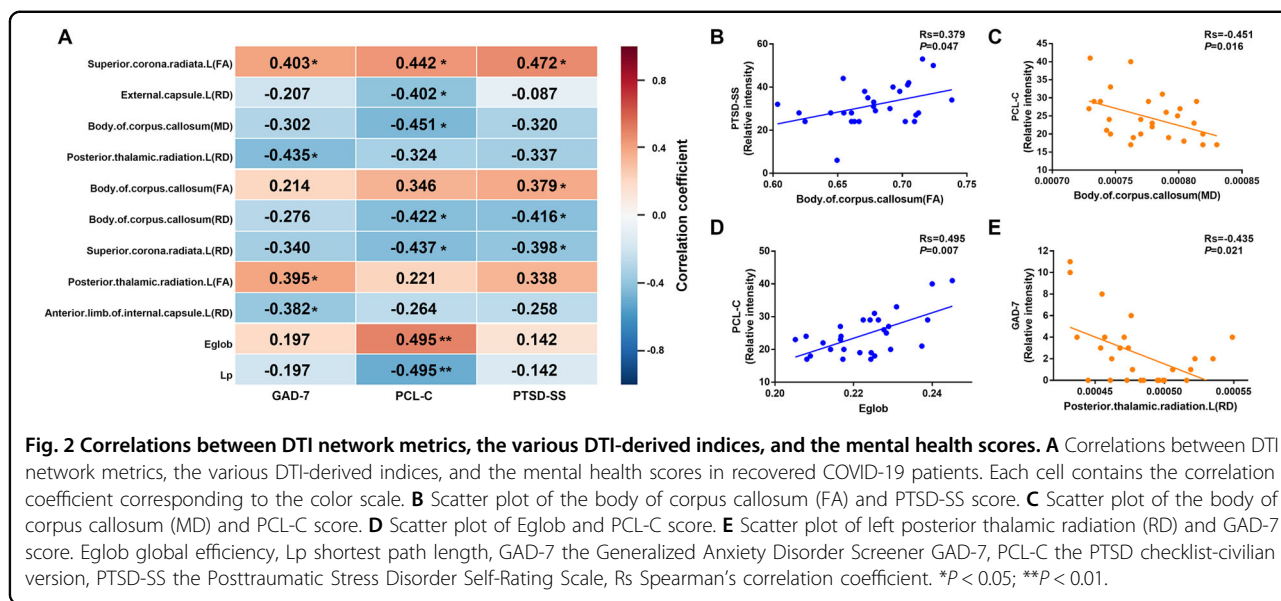 A
Superior.corona.radiata.L(FA) 0.403 * 0.442 * 0.472 *
External.capsule.L(RD) -0.207 -0.402 * -0.087
Body.of.corpus.callosum(MD) -0.302 -0.451 * -0.320
Posterior.thalamic.radiation.L(RD) -0.435 * -0.324 -0.337
Body.of.corpus.callosum(FA) 0.214 0.346 0.379 *
Body.of.corpus.callosum(RD) -0.276 -0.422 * -0.416 *
Superior.corona.radiata.L(RD) -0.340 -0.437 * -0.398 *
Posterior.thalamic.radiation.L(FA) 0.395 * 0.221 0.338
Anterior.limb.of.internal.capsule.L(RD) -0.382 * -0.264 -0.258
Eglob 0.197 0.495 ** 0.142
Lp -0.197 -0.495 ** -0.142
GAD-7 PCL-C PTSD-SS
0.8
0.4
0.0
-0.4
-0.8
Correlation coefficient
B
Rs=0.379
P=0.047
PTSD-SS
(Relative intensity)
60
40
20
0
0.60 0.65 0.70 0.75
Body.of.corpus.callosum(FA)
C
Rs=-0.451
P=0.016
PCL-C
(Relative intensity)
45
40
35
30
25
20
15
10
0.00070 0.00075 0.00080 0.00085
Body.of.corpus.callosum(MD)
D
Rs=0.495
P=0.007
PCL-C
(Relative intensity)
50
40
30
20
10
0.20 0.22 0.24
Eglob
E
Rs=-0.435
P=0.021
GAD-7
(Relative intensity)
12
10
8
6
4
2
0
0.00045 0.00050 0.00055
Posterior.thalamic.radiation.L(RD)
Fig. 2 Correlations between DTI network metrics, the various DTI-derived indices, and the mental health scores. A Correlations between DTI
network metrics, the various DTI-derived indices, and the mental health scores in recovered COVID-19 patients. Each cell contains the correlation
coefficient corresponding to the color scale. B Scatter plot of the body of corpus callosum (FA) and PTSD-SS score. C Scatter plot of the body of
corpus callosum (MD) and PCL-C score. D Scatter plot of Eglob and PCL-C score. E Scatter plot of left posterior thalamic radiation (RD) and GAD-7
score. Eglob global efficiency, Lp shortest path length, GAD-7 the Generalized Anxiety Disorder Screener GAD-7, PCL-C the PTSD checklist-civilian
version, PTSD-SS the Posttraumatic Stress Disorder Self-Rating Scale, Rs Spearman's correlation coefficient. *P < 0.05; **P < 0.01.